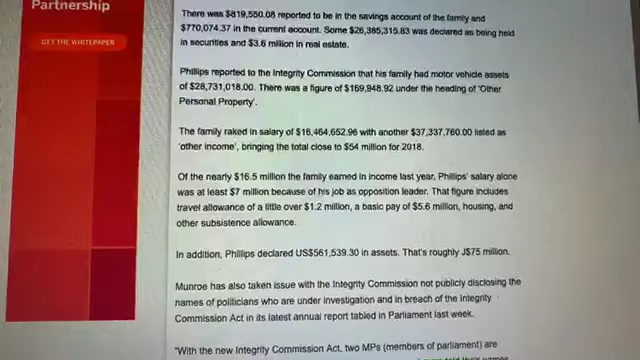 Partnership
GET THE WHITEPAPER
There was $819,550.08 reported to be in the savings account of the family and
$770,074.37 in the current account. Some $26,365,315.83 was declared as being held
in securities and $3.6 million in real estate.
Phillips reported to the Integrity Commission that his family had motor vehicle assets
of $28,731,018.00. There was a figure of $169,948.92 under the heading of 'Other
Personal Property'.
The family raked in salary of $16,464,652.96 with another $37,337,760.00 listed as
'other income', bringing the total close to $54 million for 2018.
Of the nearly $16.5 million the family earned in income last year, Phillips' salary alone
was at least $7 million because of his job as opposition leader. That figure includes
travel allowance of a little over $1.2 million, a basic pay of $5.6 million, housing, and
other subsistence allowance.
In addition, Phillips declared US$561,539.30 in assets. That's roughly J$75 million.
Munroe has also taken issue with the Integrity Commission not publicly disclosing the
names of politicians who are under investigation and in breach of the Integrity
Commission Act in its latest annual report tabled in Parliament last week.
"With the new Integrity Commission Act, two MPs (members of parliament) are